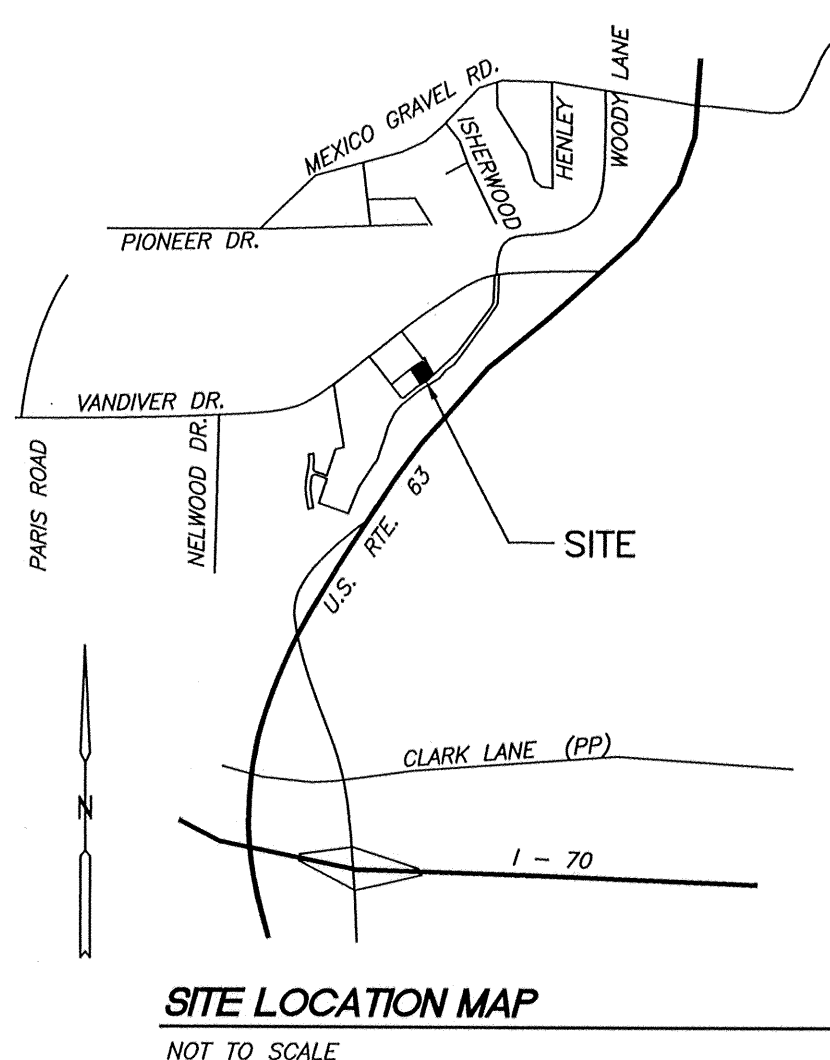 MEXICO GRAVEL RD.
ISHERWOOD
HENLEY
WOODY LANE
PIONEER DR.
VANDIVER DR.
PARIS ROAD
NELWOOD DR.
U.S. RTE. 63
SITE
CLARK LANE (PP)
N
I - 70
SITE LOCATION MAP
NOT TO SCALE